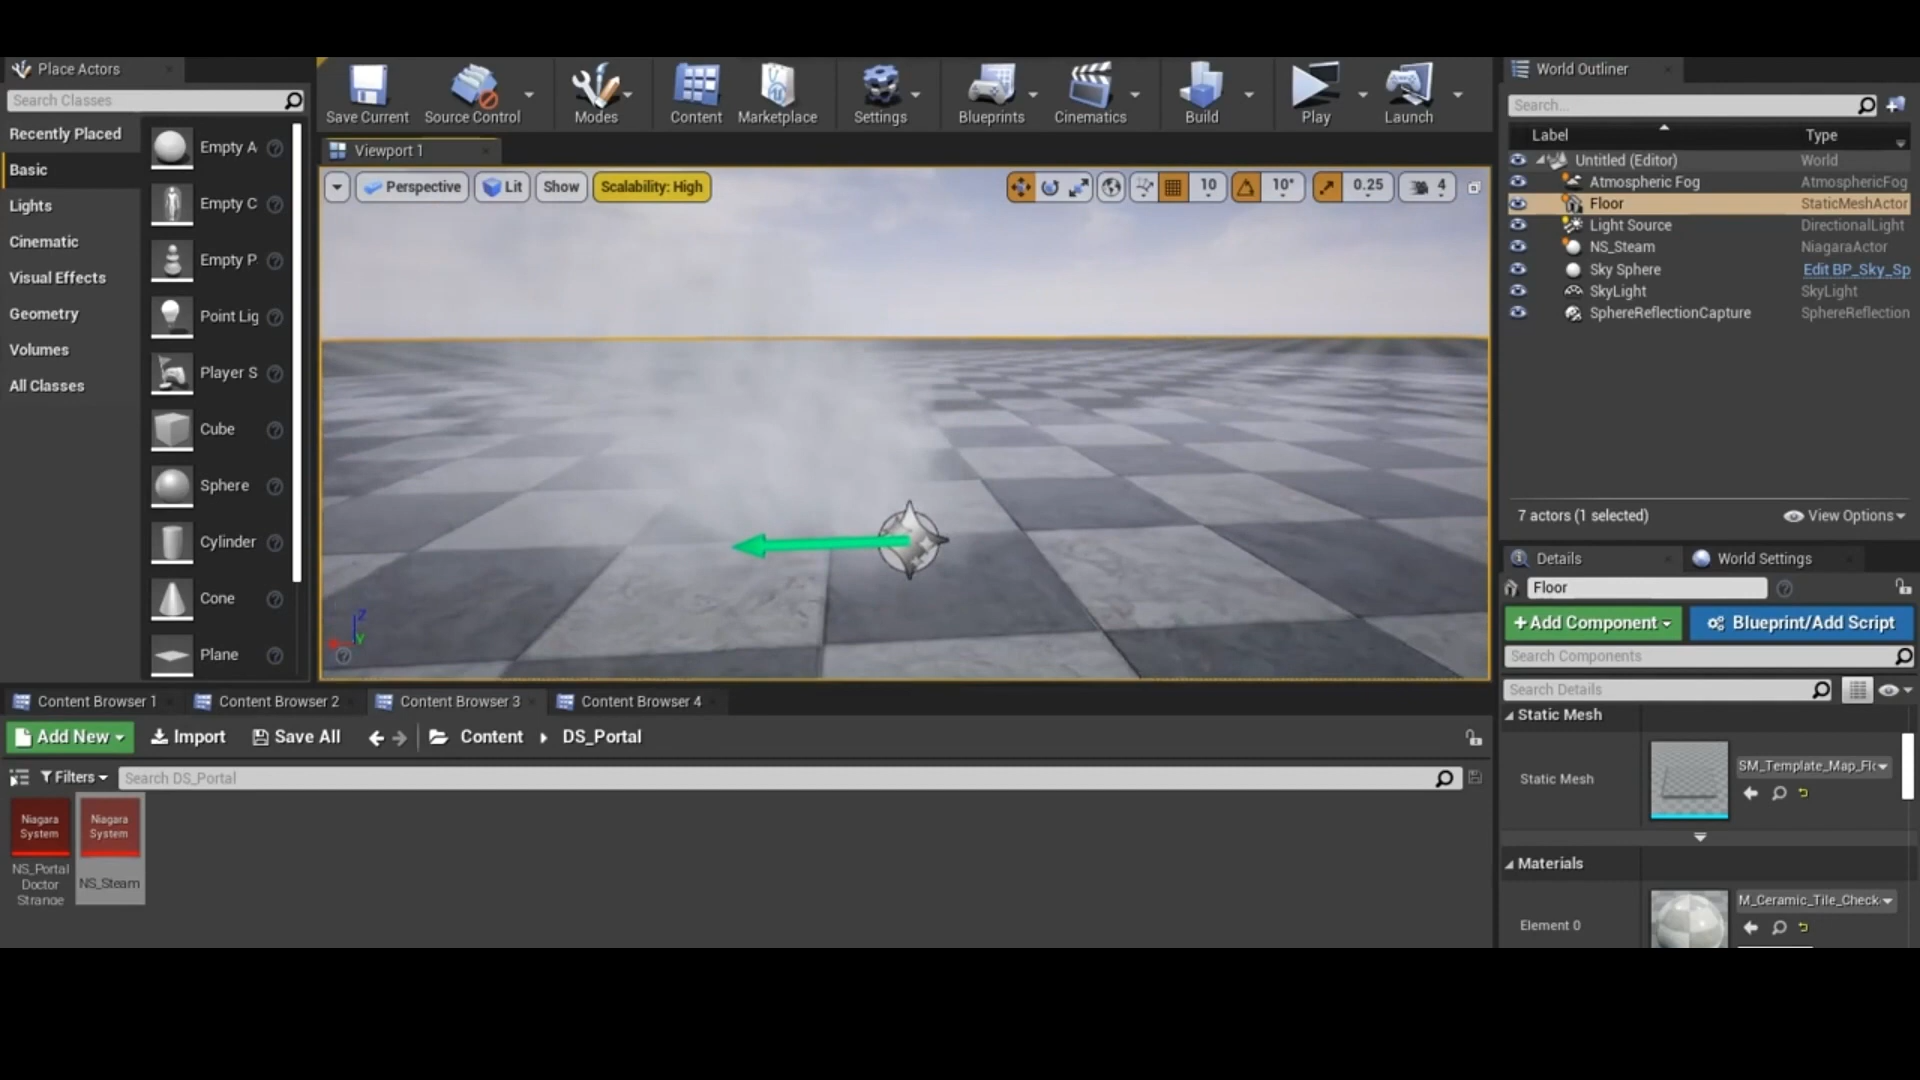 Place Actors
Search Classes
Recently Placed
Basic
Lights
Cinematic
Visual Effects
Geometry
Volumes
All Classes
Empty A
Empty C
Empty P
Point Lig
Player S
Cube
Sphere
Cylinder
Cone
Plane
Save Current
Source Control
Modes
Content
Marketplace
Settings
Blueprints
Cinematics
Build
Play
Launch
Viewport 1
Perspective
Lit
Show
Scalability: High
10
10°
0.25
4
Z
Y
World Outliner
Search...
Label Type
Untitled (Editor) World
Atmospheric Fog AtmosphericFog
Floor StaticMeshActor
Light Source DirectionalLight
NS_Steam NiagaraActor
Sky Sphere Edit BP_Sky_Sp
SkyLight SkyLight
SphereReflectionCapture SphereReflection
7 actors (1 selected)
View Options
Details
World Settings
Floor
+Add Component
Blueprint/Add Script
Search Components
Search Details
Static Mesh
Static Mesh
SM_Template_Map_Flo
Materials
Element 0
M_Ceramic_Tile_Check
Content Browser 1
Content Browser 2
Content Browser 3
Content Browser 4
Add New
Import
Save All
Content
DS_Portal
Filters
Search DS_Portal
Niagara
System
NS_Portal
Doctor
Strange
Niagara
System
NS_Steam